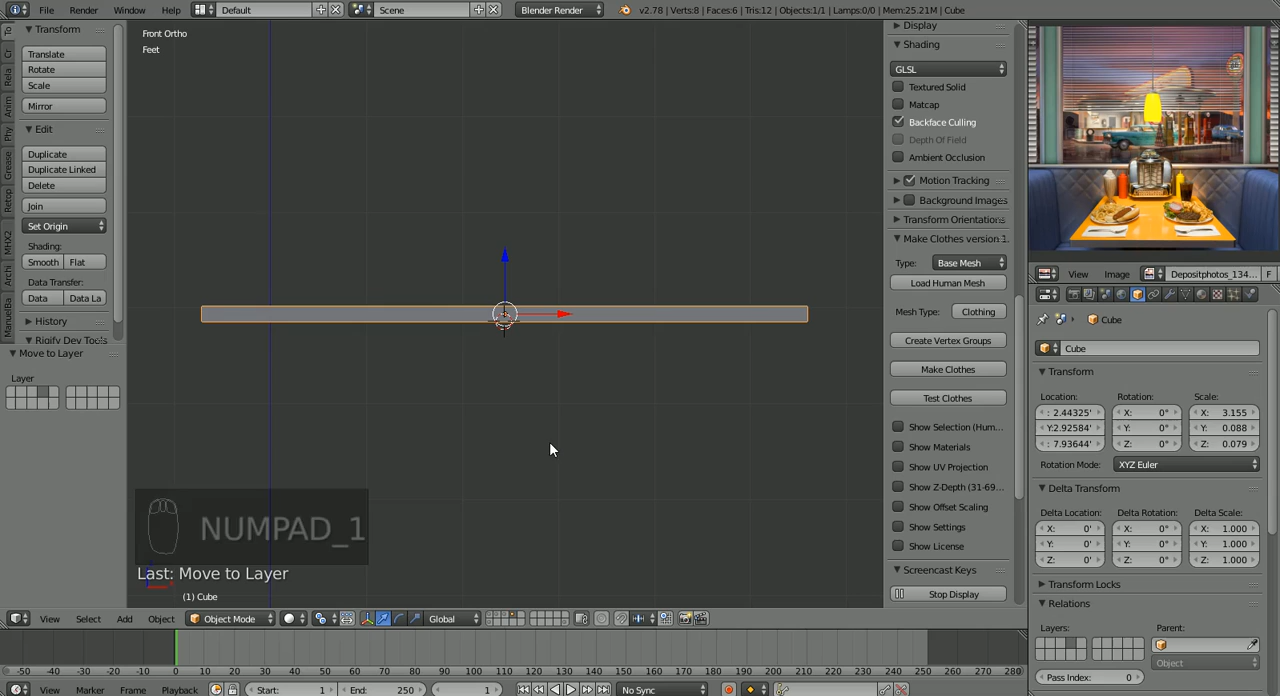 File Render Window Help Default Scene Blender Render v2.78 | Verts:8 | Faces:6 | Tris:12 | Objects:1/1 | Lamps:0/0 | Mem:25.21M | Cube
Transform
Translate
Rotate
Scale
Mirror
Edit
Duplicate
Duplicate Linked
Delete
Join
Set Origin
Shading:
Smooth Flat
Data Transfer:
Data Data La
History
Rigify Dev Tools
Move to Layer
Layer
To
Cr
Rela
Anim
Phy
Grease
Retop
MHX2
Archi
ManuelBa
Front Ortho
Feet
NUMPAD_1
Last: Move to Layer
(1) Cube
View Select Add Object Object Mode Global
Display
Shading
GLSL
Textured Solid
Matcap
Backface Culling
Depth Of Field
Ambient Occlusion
Motion Tracking
Background Images
Transform Orientations
Make Clothes version 1.
Type: Base Mesh
Load Human Mesh
Mesh Type: Clothing
Create Vertex Groups
Make Clothes
Test Clothes
Show Selection (Hum...
Show Materials
Show UV Projection
Show Z-Depth (31-69...
Show Offset Scaling
Show Settings
Show License
Screencast Keys
Stop Display
View Image Depositphotos_134... F
Cube
Cube
Transform
Location: Rotation: Scale:
: 2.44325' X: 0° X: 3.155
Y:2.92584' Y: 0° Y: 0.088
: 7.93644' Z: 0° Z: 0.079
Rotation Mode: XYZ Euler
Delta Transform
Delta Location: Delta Rotation: Delta Scale:
X: 0' X: 0° X: 1.000
Y: 0' Y: 0° Y: 1.000
Z: 0' Z: 0° Z: 1.000
Transform Locks
Relations
Layers: Parent:
Object
Pass Index: 0
-50 -40 -30 -20 -10 0 10 20 30 40 50 60 70 80 90 100 110 120 130 140 150 160 170 180 190 200 210 220 230 240 250 260 270 280
View Marker Frame Playback Start: 1 End: 250 1 No Sync